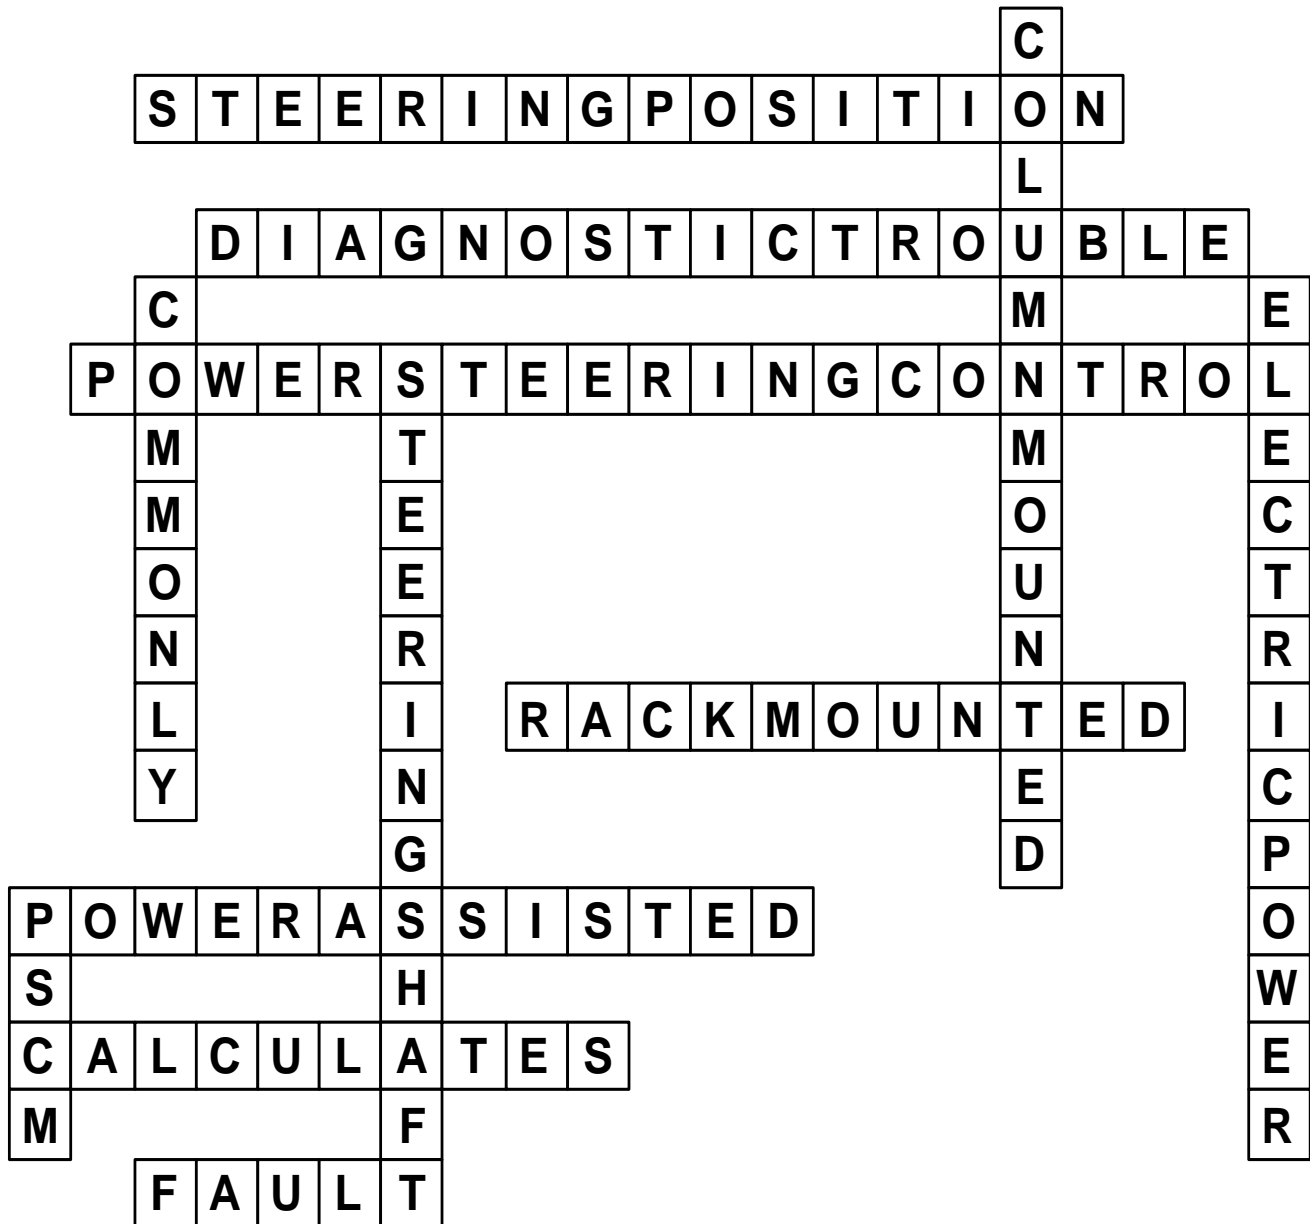 C
STEERINGPOSITION
L
DIAGNOSTICTROUBLE
C M E
POWERSTEERINGCONTROL
M T M E
M E O C
O E U T
N R N R
L I RACKMOUNTED I
Y N E C
G D P
POWERASSISTED O
S H W
CALCULATES E
M F R
FAULT